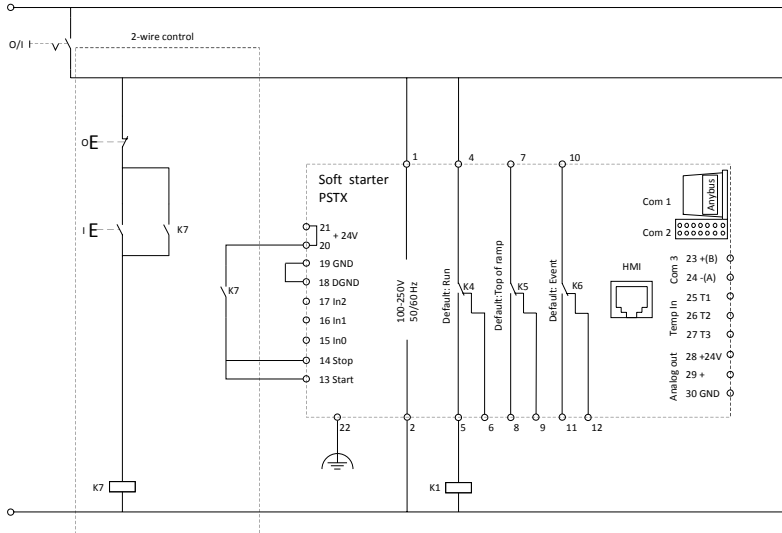 2-wire control
O/I
O E
I E
K7
K7
K7
1
4
7
10
Soft starter
PSTX
21
+ 24V
20
19 GND
18 DGND
17 In2
16 In1
15 In0
14 Stop
13 Start
22
100-250V
50/60Hz
Default: Run
K4
Default:Top of ramp
K5
Default: Event
K6
2
5
6
8
9
11
12
K1
Com 1
Anybus
Com 2
HMI
Com 3
23 +(B)
24 -(A)
Temp In
25 T1
26 T2
27 T3
Analog out
28 +24V
29 +
30 GND